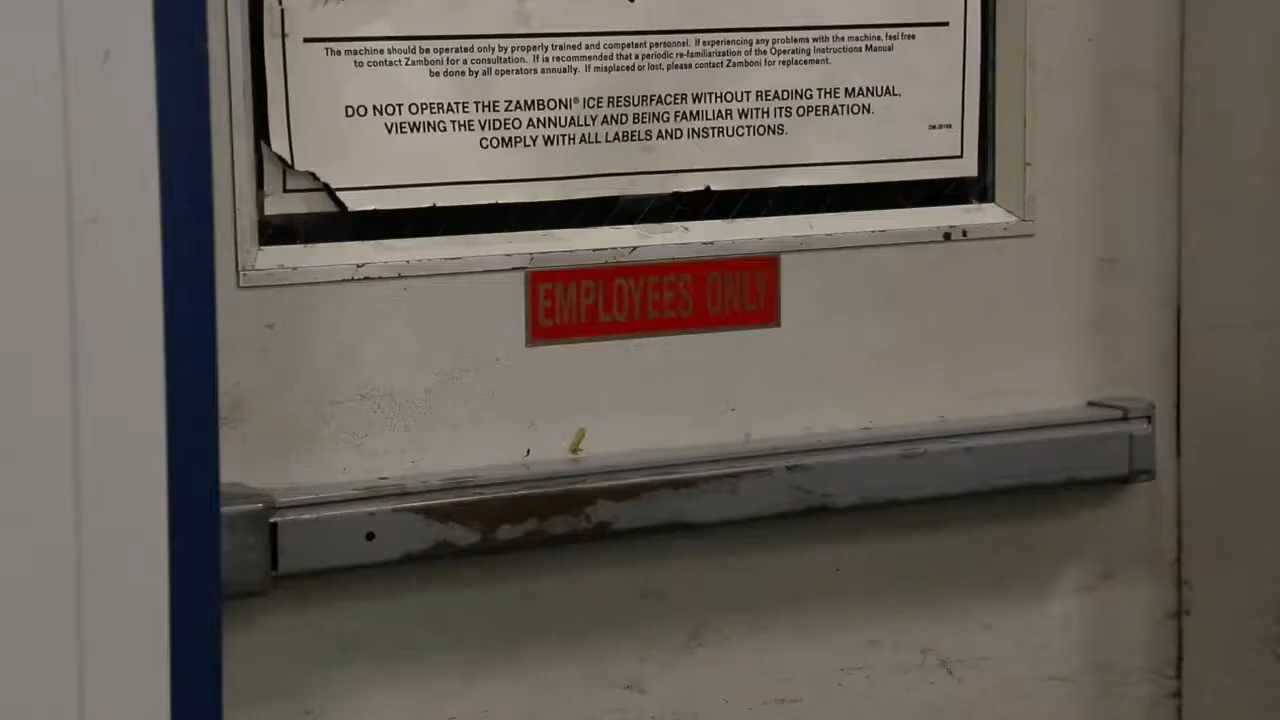 The machine should be operated only by properly trained and competent personnel. If experiencing any problems with the machine, feel free
to contact Zamboni for a consultation. If is recommended that a periodic re-familiarization of the Operating Instructions Manual
be done by all operators annually. If misplaced or lost, please contact Zamboni for replacement.
DO NOT OPERATE THE ZAMBONI® ICE RESURFACER WITHOUT READING THE MANUAL,
VIEWING THE VIDEO ANNUALLY AND BEING FAMILIAR WITH ITS OPERATION.
COMPLY WITH ALL LABELS AND INSTRUCTIONS.
EMPLOYEES ONLY